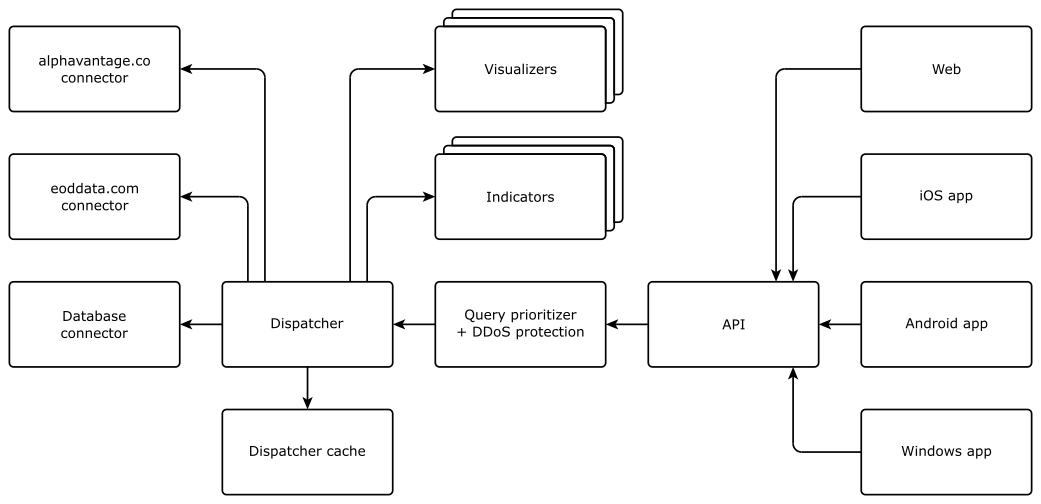 alphavantage.co
connector
Visualizers
Web
eoddata.com
connector
Indicators
iOS app
Database
connector
Dispatcher
Query prioritizer
+ DDoS protection
API
Android app
Dispatcher cache
Windows app